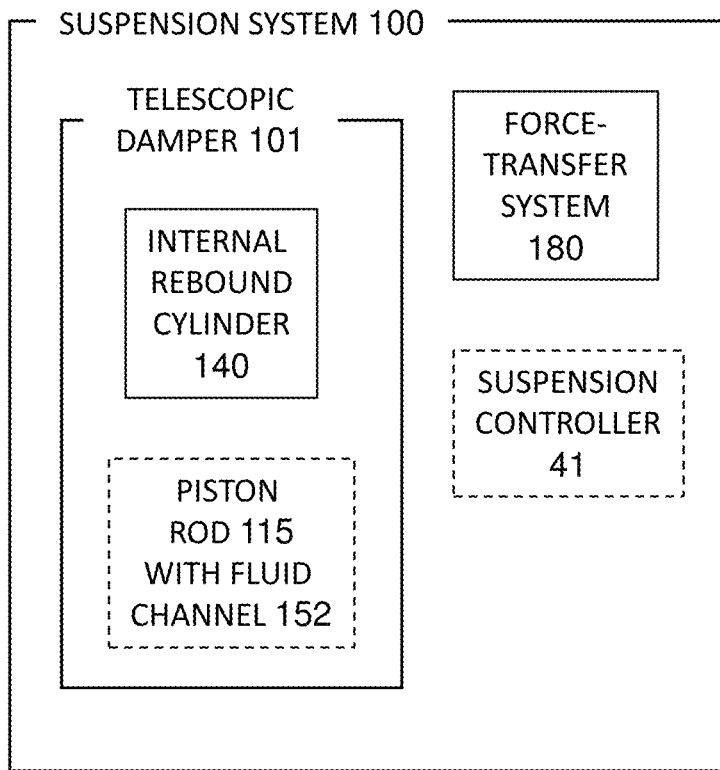 SUSPENSION SYSTEM 100
TELESCOPIC
DAMPER 101
INTERNAL
REBOUND
CYLINDER
140
PISTON
ROD 115
WITH FLUID
CHANNEL 152
FORCE-
TRANSFER
SYSTEM
180
SUSPENSION
CONTROLLER
41